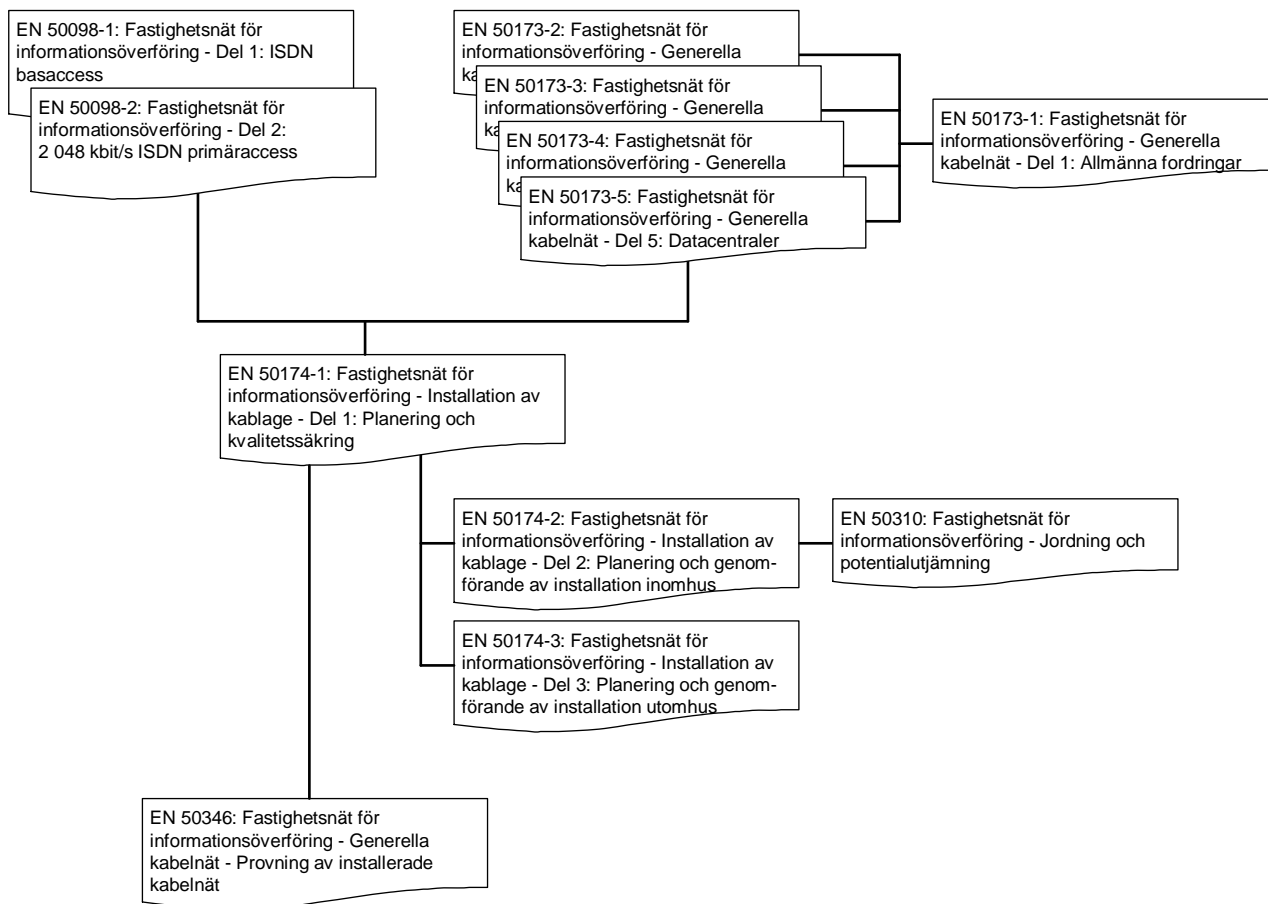 EN 50098-1: Fastighetsnät för
informationsöverföring - Del 1: ISDN
basaccess
EN 50098-2: Fastighetsnät för
informationsöverföring - Del 2:
2 048 kbit/s ISDN primäraccess
EN 50173-2: Fastighetsnät för
informationsöverföring - Generella
EN 50173-3: Fastighetsnät för
informationsöverföring - Generella
EN 50173-4: Fastighetsnät för
informationsöverföring - Generella
EN 50173-5: Fastighetsnät för
informationsöverföring - Generella
kabelnät - Del 5: Datacentraler
EN 50173-1: Fastighetsnät för
informationsöverföring - Generella
kabelnät - Del 1: Allmänna fordringar
EN 50174-1: Fastighetsnät för
informationsöverföring - Installation av
kablage - Del 1: Planering och
kvalitetssäkring
EN 50174-2: Fastighetsnät för
informationsöverföring - Installation av
kablage - Del 2: Planering och genom-
förande av installation inomhus
EN 50310: Fastighetsnät för
informationsöverföring - Jordning och
potentialutjämning
EN 50174-3: Fastighetsnät för
informationsöverföring - Installation av
kablage - Del 3: Planering och genom-
förande av installation utomhus
EN 50346: Fastighetsnät för
informationsöverföring - Generella
kabelnät - Provning av installerade
kabelnät